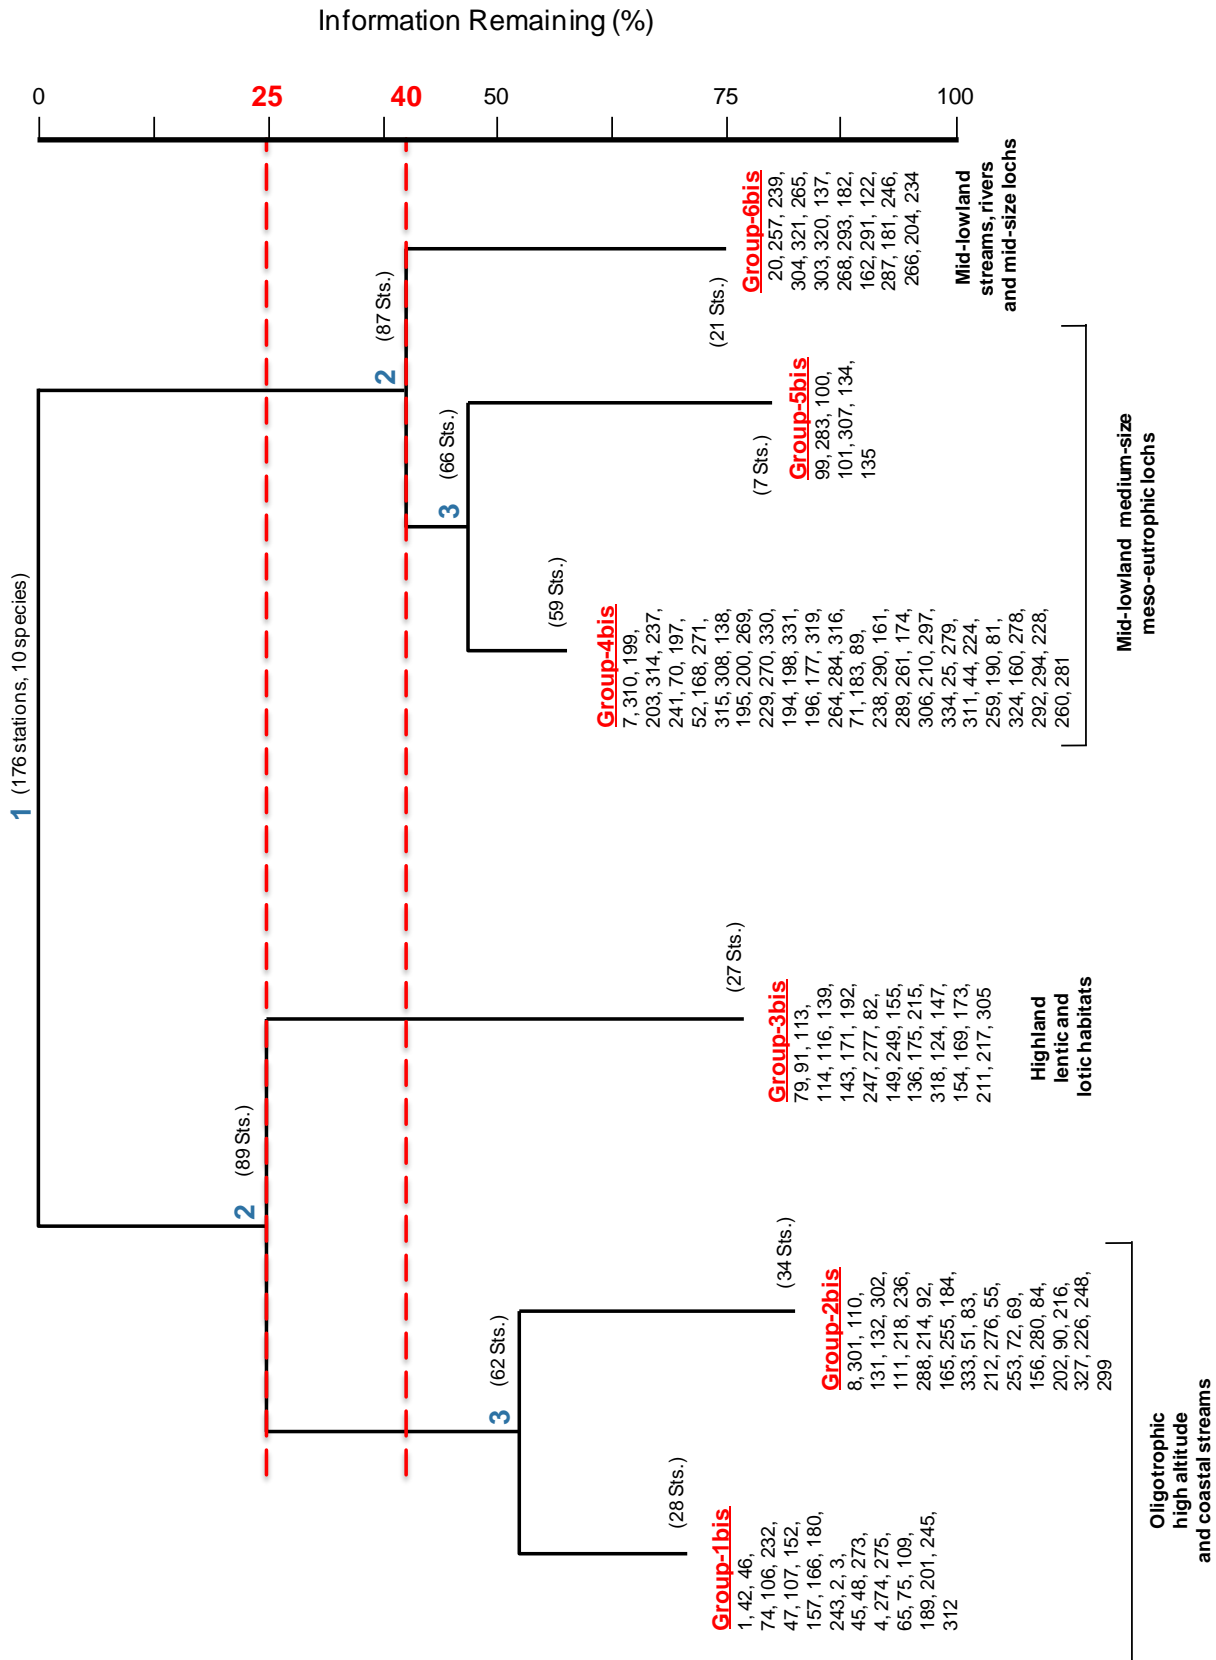 Information Remaining (%)
0
25
40
50
75
100
1 (176 stations, 10 species)
2
(89 Sts.)
2
(87 Sts.)
3
(62 Sts.)
3
(66 Sts.)
(28 Sts.)
Group-1bis
1, 42, 46,
74, 106, 232,
47, 107, 152,
157, 166, 180,
243, 2, 3,
45, 48, 273,
4, 274, 275,
65, 75, 109,
189, 201, 245,
312
(34 Sts.)
Group-2bis
8, 301, 110,
131, 132, 302,
111, 218, 236,
288, 214, 92,
165, 255, 184,
333, 51, 83,
212, 276, 55,
253, 72, 69,
156, 280, 84,
202, 90, 216,
327, 226, 248,
299
Oligotrophic
high altitude
and coastal streams
(27 Sts.)
Group-3bis
79, 91, 113,
114, 116, 139,
143, 171, 192,
247, 277, 82,
149, 249, 155,
136, 175, 215,
318, 124, 147,
154, 169, 173,
211, 217, 305
Highland
lentic and
lotic habitats
(59 Sts.)
Group-4bis
7, 310, 199,
203, 314, 237,
241, 70, 197,
52, 168, 271,
315, 308, 138,
195, 200, 269,
229, 270, 330,
194, 198, 331,
196, 177, 319,
264, 284, 316,
71, 183, 89,
238, 290, 161,
289, 261, 174,
306, 210, 297,
334, 25, 279,
311, 44, 224,
259, 190, 81,
324, 160, 278,
292, 294, 228,
260, 281
(7 Sts.)
Group-5bis
99, 283, 100,
101, 307, 134,
135
Mid-lowland medium-size
meso-eutrophic lochs
(21 Sts.)
Group-6bis
20, 257, 239,
304, 321, 265,
303, 320, 137,
268, 293, 182,
162, 291, 122,
287, 181, 246,
266, 204, 234
Mid-lowland
streams, rivers
and mid-size lochs